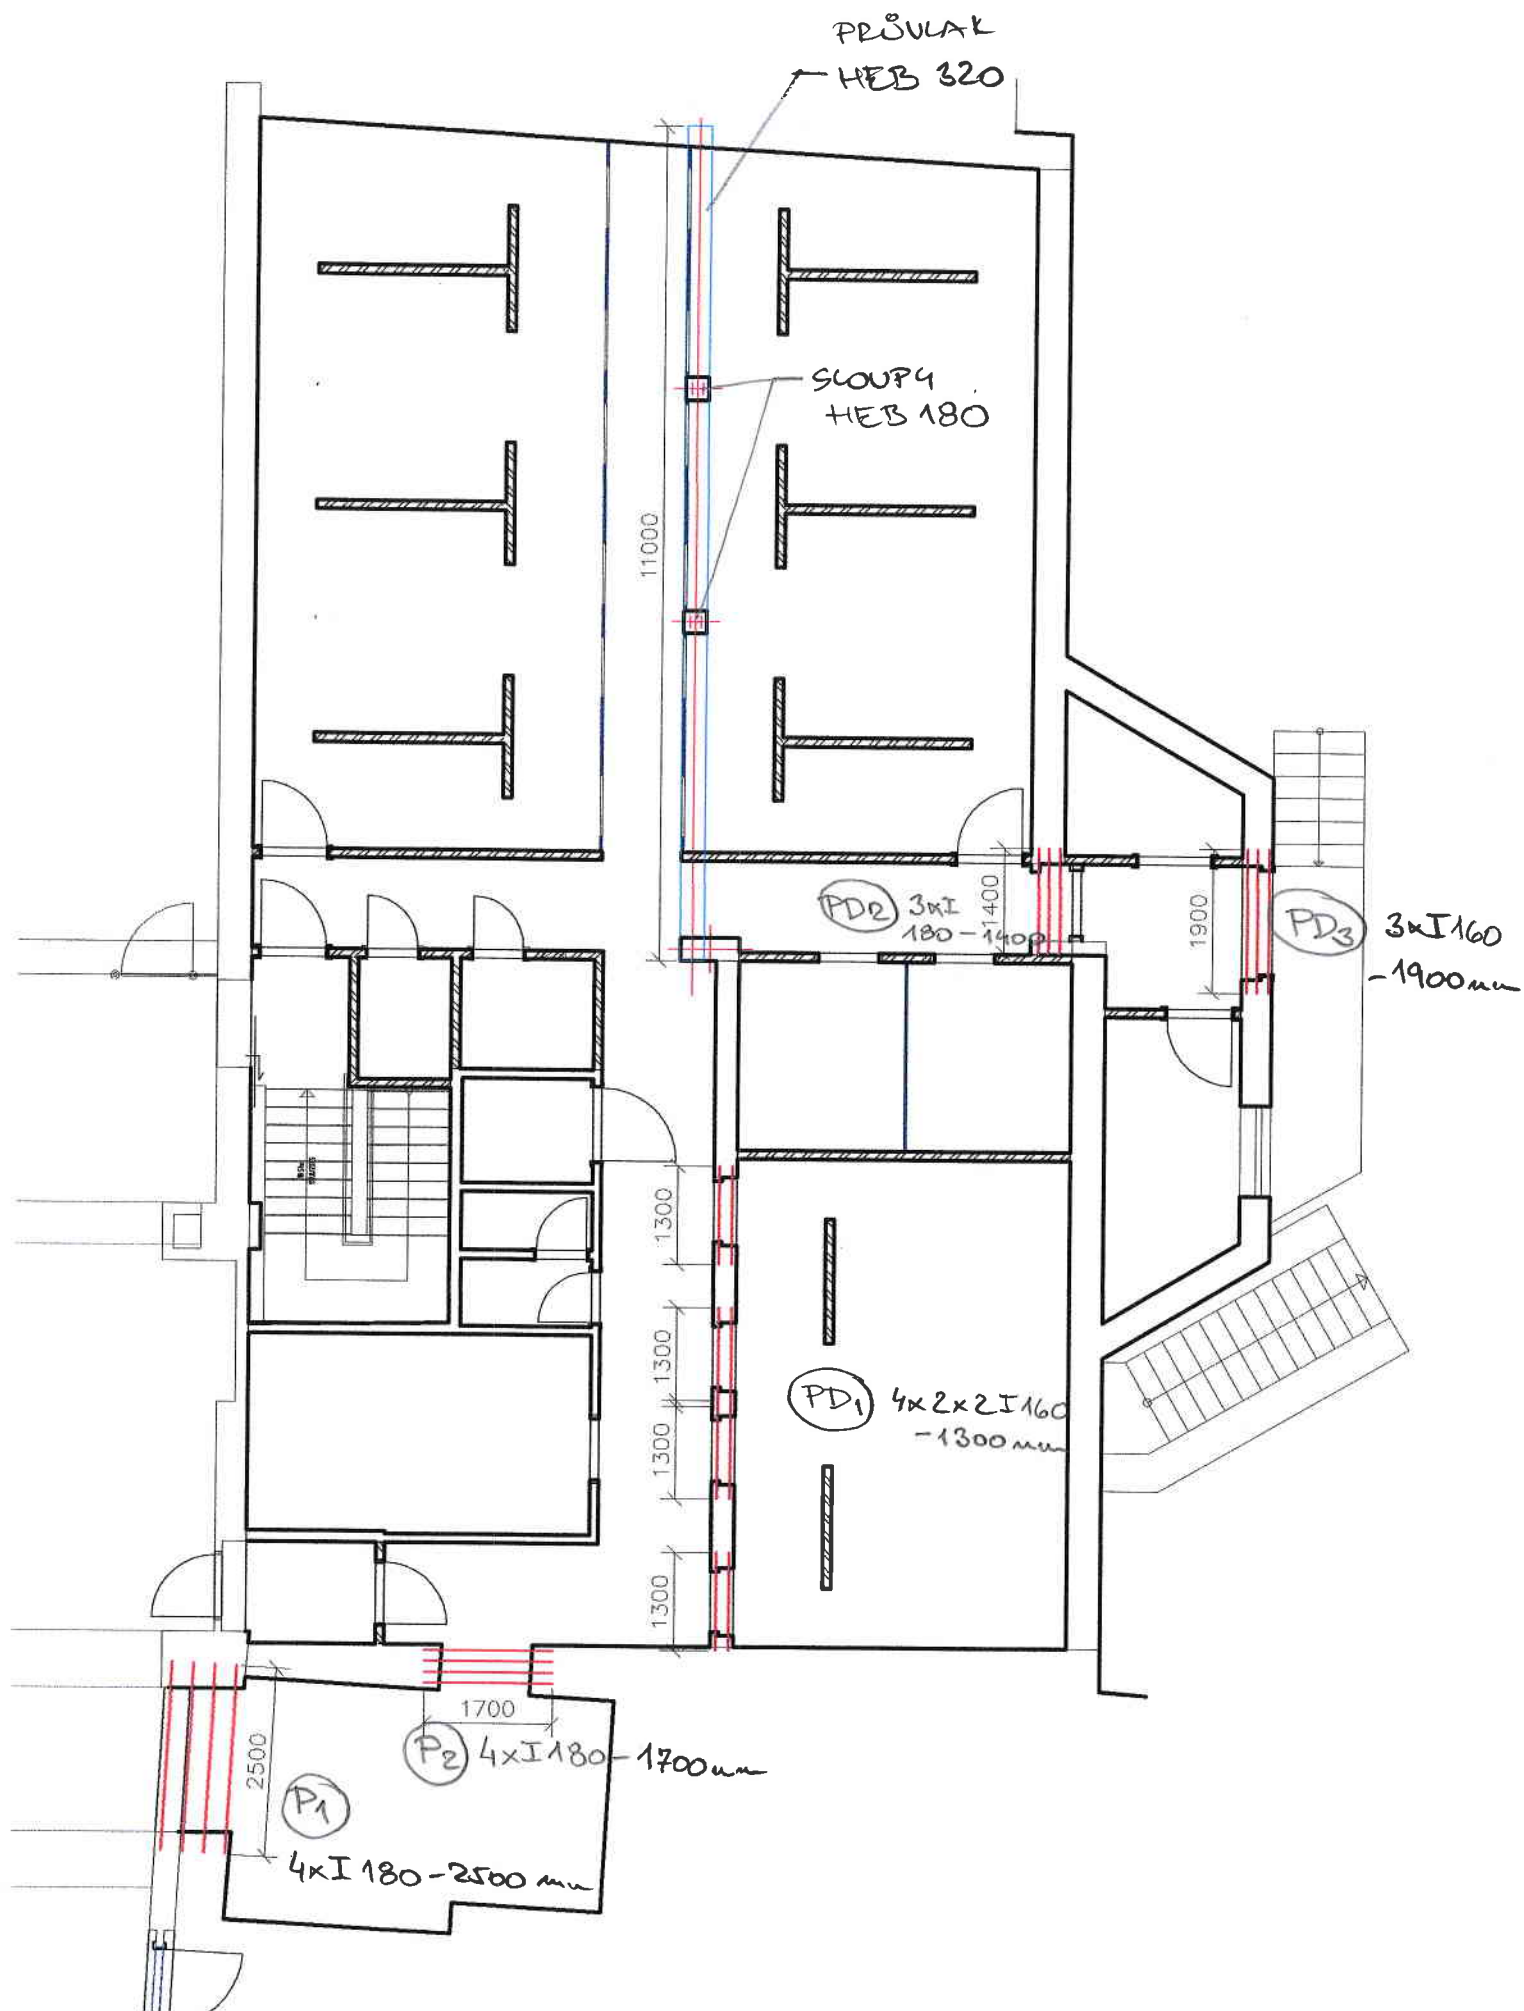 PRŮVLAK
HEB 320
SLOUPY
HEB 180
11000
PD2 3xI
180-1400
1400
1900
PD3 3xI160
-1900mm
1300
1300
1300
1300
PD1 4x2x2I160
-1300mm
1700
P2 4xI180-1700mm
2500
P1
4xI180-2500mm